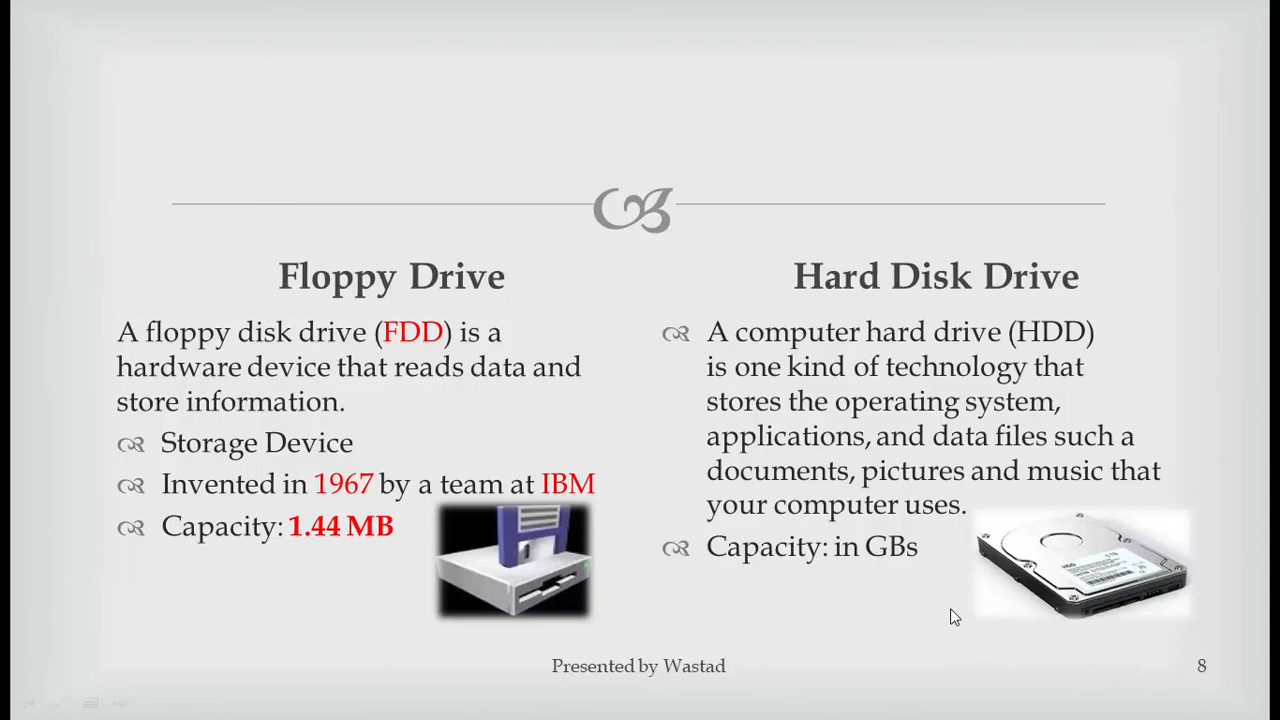 Floppy Drive
A floppy disk drive (FDD) is a
hardware device that reads data and
store information.
Storage Device
Invented in 1967 by a team at IBM
Capacity: 1.44 MB
Hard Disk Drive
A computer hard drive (HDD)
is one kind of technology that
stores the operating system,
applications, and data files such a
documents, pictures and music that
your computer uses.
Capacity: in GBs
Presented by Wastad
8